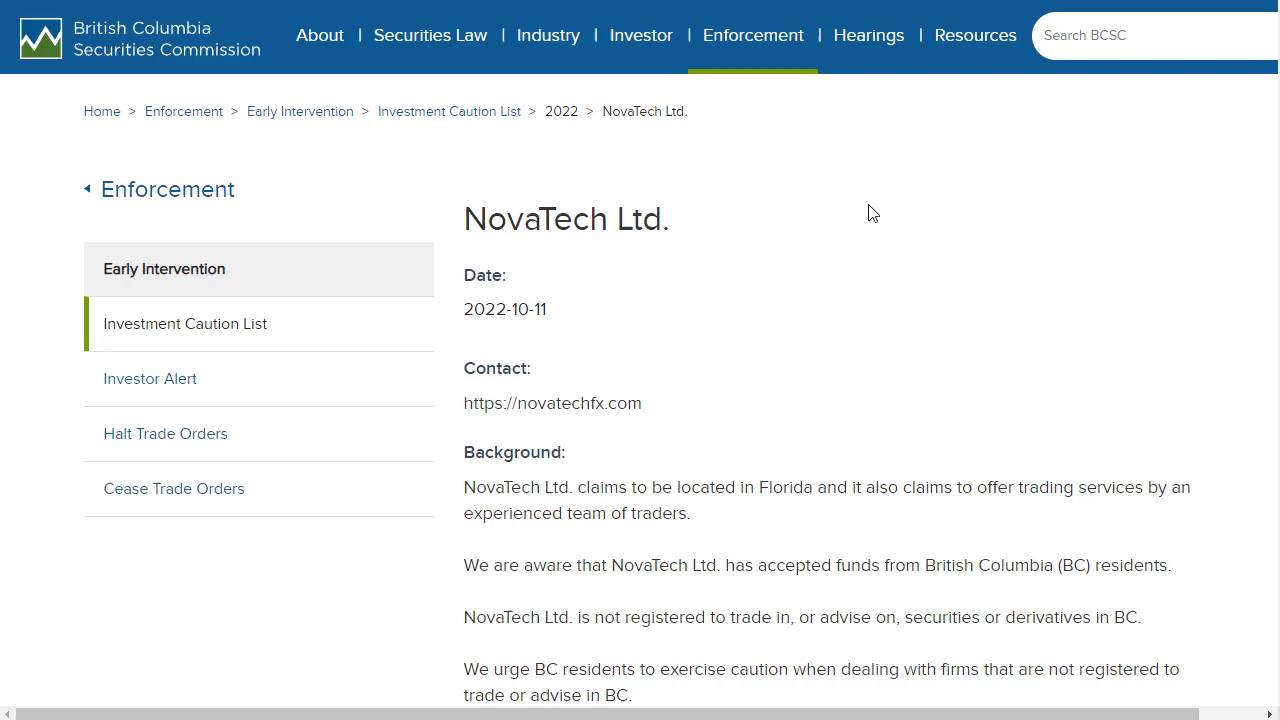 British Columbia
Securities Commission
About | Securities Law | Industry | Investor | Enforcement | Hearings | Resources
Search BCSC
Home > Enforcement > Early Intervention > Investment Caution List > 2022 > NovaTech Ltd.
Enforcement
Early Intervention
Investment Caution List
Investor Alert
Halt Trade Orders
Cease Trade Orders
NovaTech Ltd.
Date:
2022-10-11
Contact:
https://novatechfx.com
Background:
NovaTech Ltd. claims to be located in Florida and it also claims to offer trading services by an
experienced team of traders.
We are aware that NovaTech Ltd. has accepted funds from British Columbia (BC) residents.
NovaTech Ltd. is not registered to trade in, or advise on, securities or derivatives in BC.
We urge BC residents to exercise caution when dealing with firms that are not registered to
trade or advise in BC.